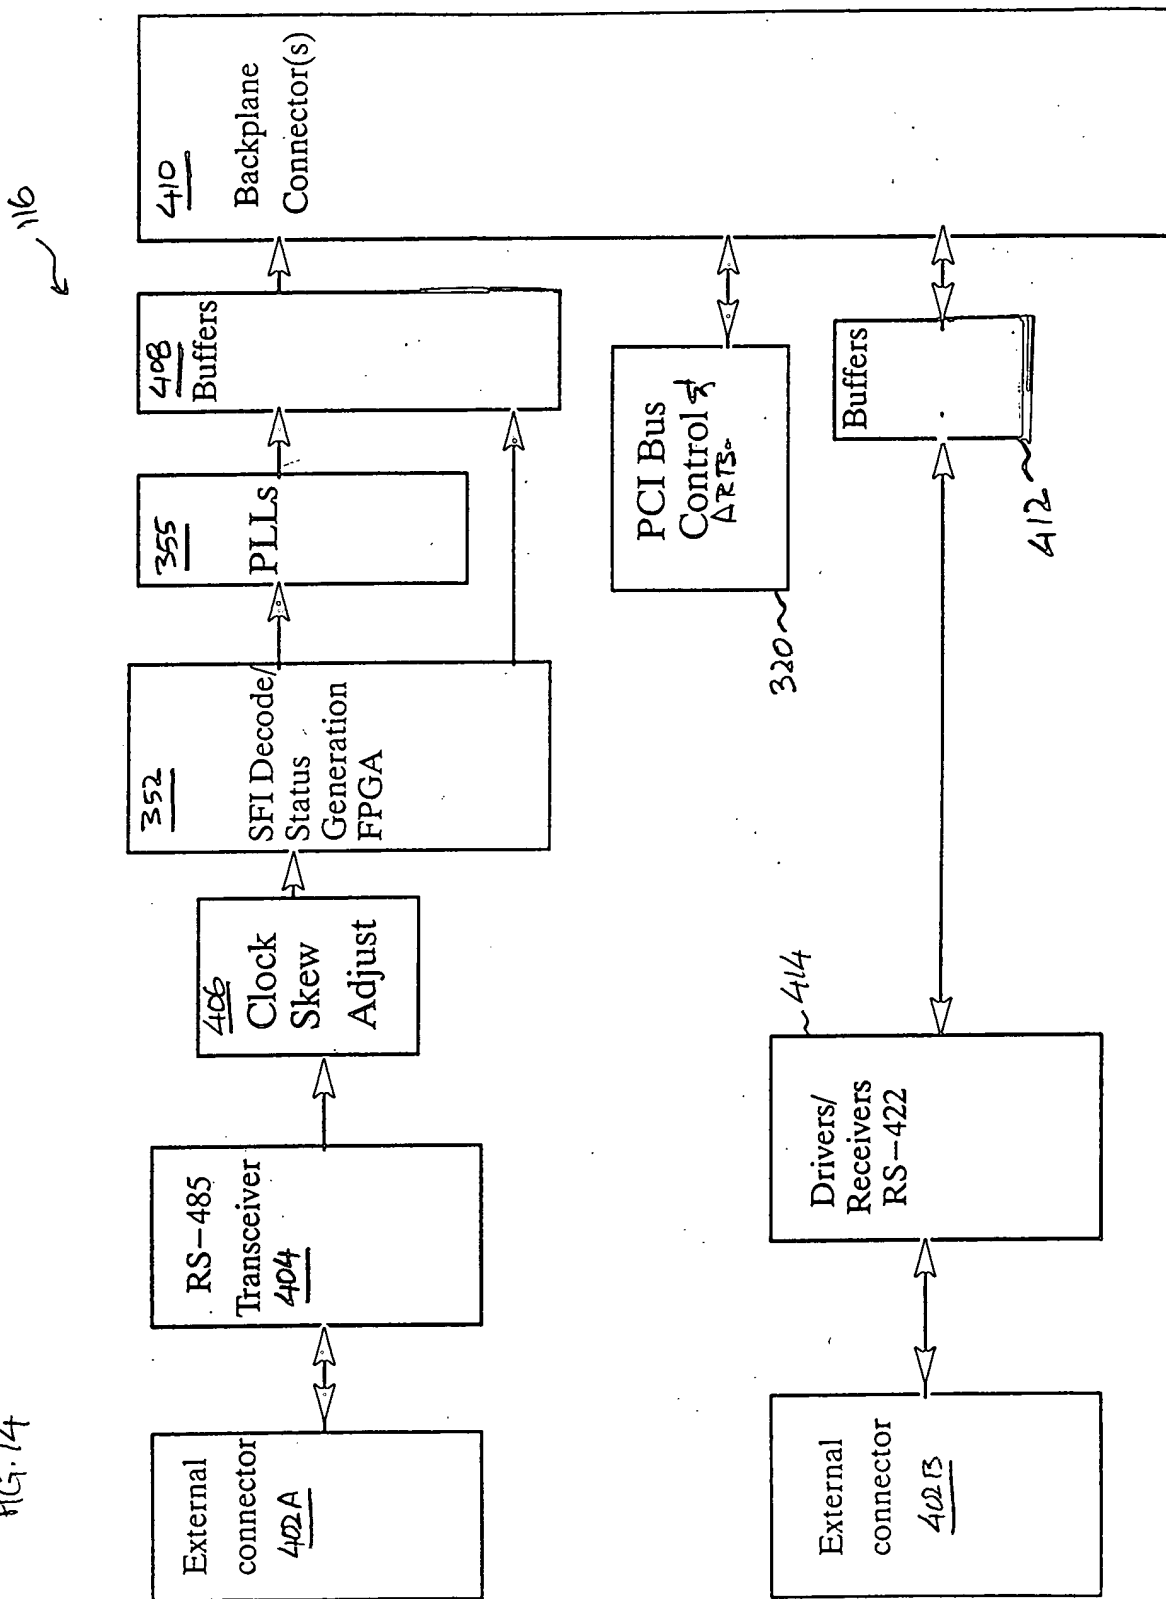 FIG. 14
116
External
connector
402A
RS-485
Transceiver
404
406
Clock
Skew
Adjust
352
SFI Decode/
Status
Generation
FPGA
355
PLLs
408
Buffers
410
Backplane
Connector(s)
PCI Bus
Control
320
External
connector
402B
Drivers/
Receivers
RS-422
414
Buffers
412